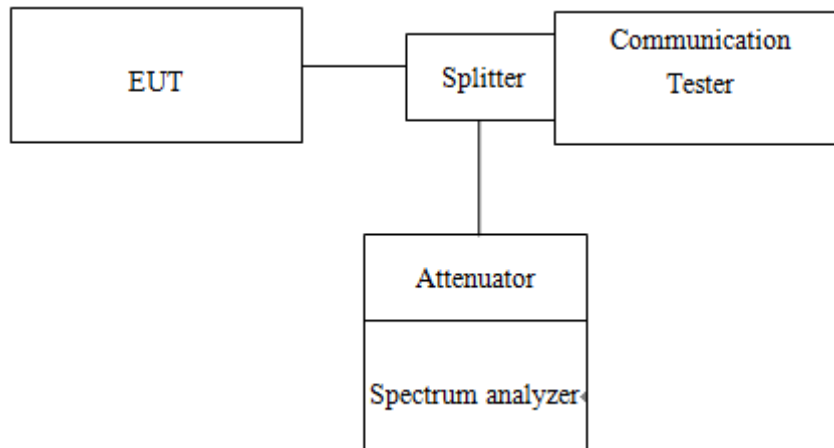 EUT
Splitter
Communication
Tester
Attenuator
Spectrum analyzer